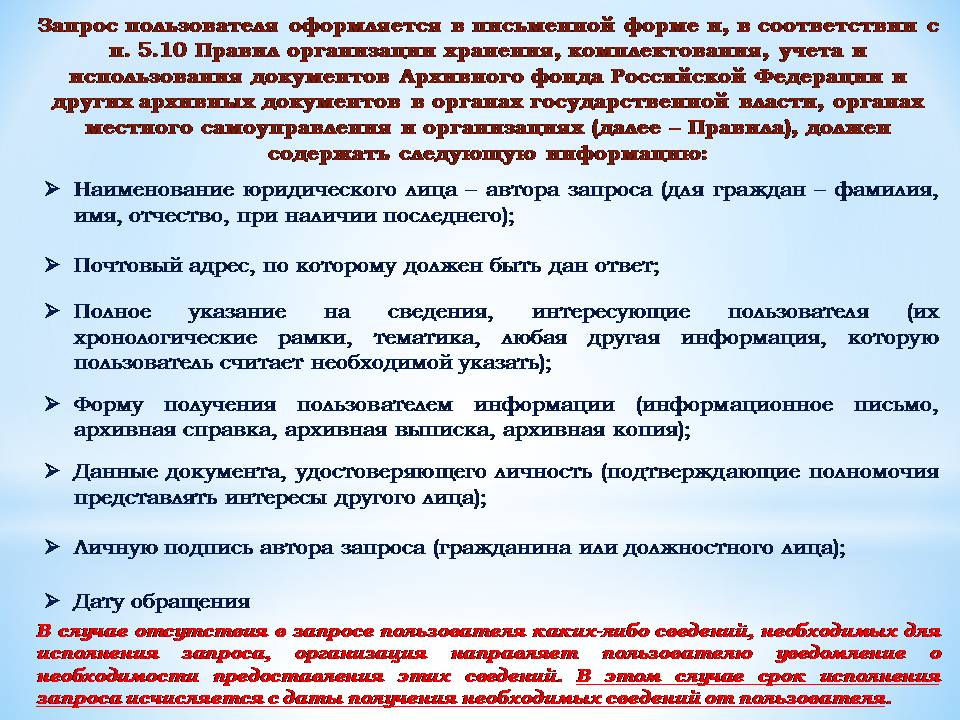 Запрос пользователя оформляется в письменной форме и, в соответствии с
п. 5.10 Правил организации хранения, комплектования, учета и
использования документов Архивного фонда Российской Федерации и
других архивных документов в органах государственной власти, органах
местного самоуправления и организациях (далее – Правила), должен
содержать следующую информацию:
➢ Наименование юридического лица – автора запроса (для граждан – фамилия,
имя, отчество, при наличии последнего);
➢ Почтовый адрес, по которому должен быть дан ответ;
➢ Полное указание на сведения, интересующие пользователя (их
хронологические рамки, тематика, любая другая информация, которую
пользователь считает необходимой указать);
➢ Форму получения пользователем информации (информационное письмо,
архивная справка, архивная выписка, архивная копия);
➢ Данные документа, удостоверяющего личность (подтверждающие полномочия
представлять интересы другого лица);
➢ Личную подпись автора запроса (гражданина или должностного лица);
➢ Дату обращения
В случае отсутствия в запросе пользователя каких-либо сведений, необходимых для
исполнения запроса, организация направляет пользователю уведомление о
необходимости предоставления этих сведений. В этом случае срок исполнения
запроса исчисляется с даты получения необходимых сведений от пользователя.